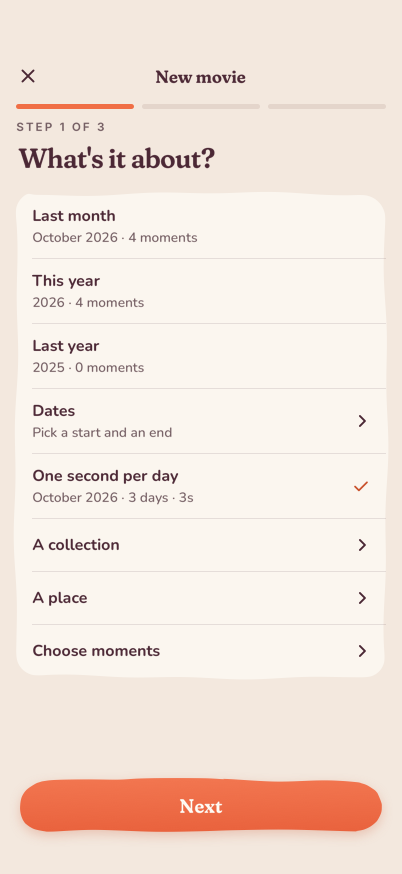 New movie
STEP 1 OF 3
What's it about?
Last month
October 2026 · 4 moments
This year
2026 · 4 moments
Last year
2025 · 0 moments
Dates
Pick a start and an end
One second per day
October 2026 · 3 days · 3s
A collection
A place
Choose moments
Next